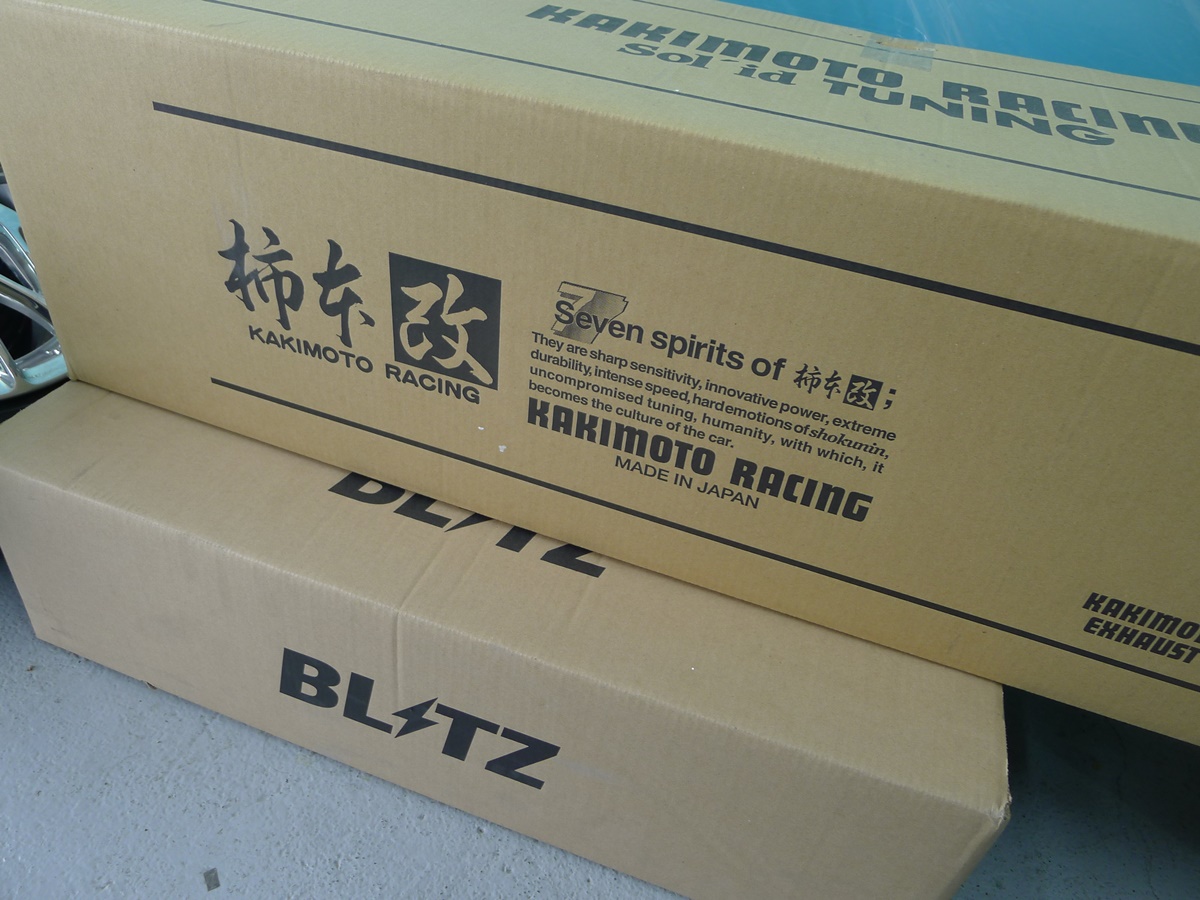 KAKIMOTO RACING
Sol'id TUNING
柿本改
KAKIMOTO RACING
7
Seven spirits of 柿本改;
They are sharp sensitivity, innovative power, extreme
durability, intense speed, hard emotions of shokunin,
uncompromised tuning, humanity, with which, it
becomes the culture of the car.
KAKIMOTO RACING
MADE IN JAPAN
EXHAUST
BLITZ
BLITZ